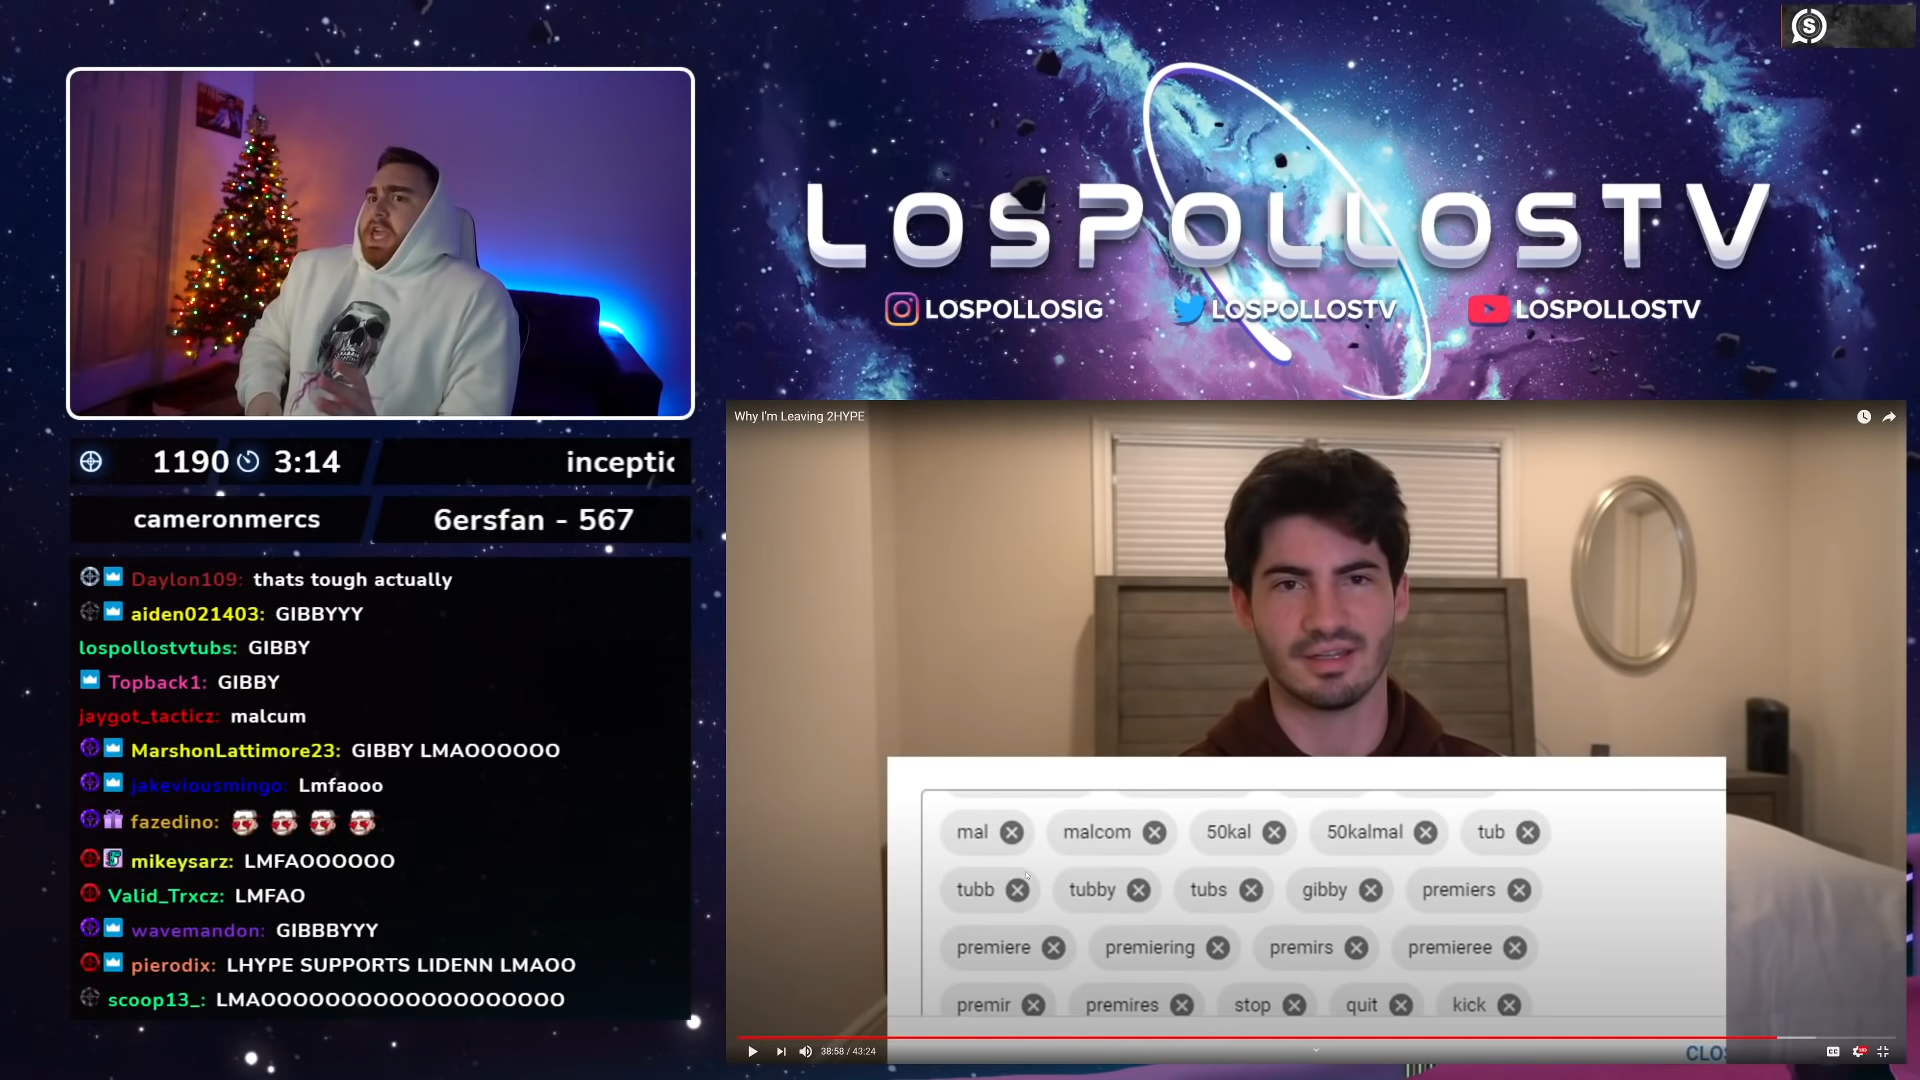 LOSPOLLOSTV
LOSPOLLOSIG
LOSPOLLOSTV
LOSPOLLOSTV
1190
3:14
inceptic
cameronmercs
6ersfan - 567
Daylon109: thats tough actually
aiden021403: GIBBYYY
lospollostvtubs: GIBBY
Topback1: GIBBY
jaygot_tacticz: malcum
MarshonLattimore23: GIBBY LMAOOOOOO
jakeviousmingo: Lmfaooo
fazedino:
mikeysarz: LMFAOOOOOO
Valid_Trxcz: LMFAO
wavemandon: GIBBBYYY
pierodix: LHYPE SUPPORTS LIDENN LMAOO
scoop13_: LMAOOOOOOOOOOOOOOOOOOO
Why I'm Leaving 2HYPE
mal malcom 50kal 50kalmal tub
tubb tubby tubs gibby premiers
premiere premiering premirs premieree
premir premires stop quit kick
CLOS
38:58 / 43:24